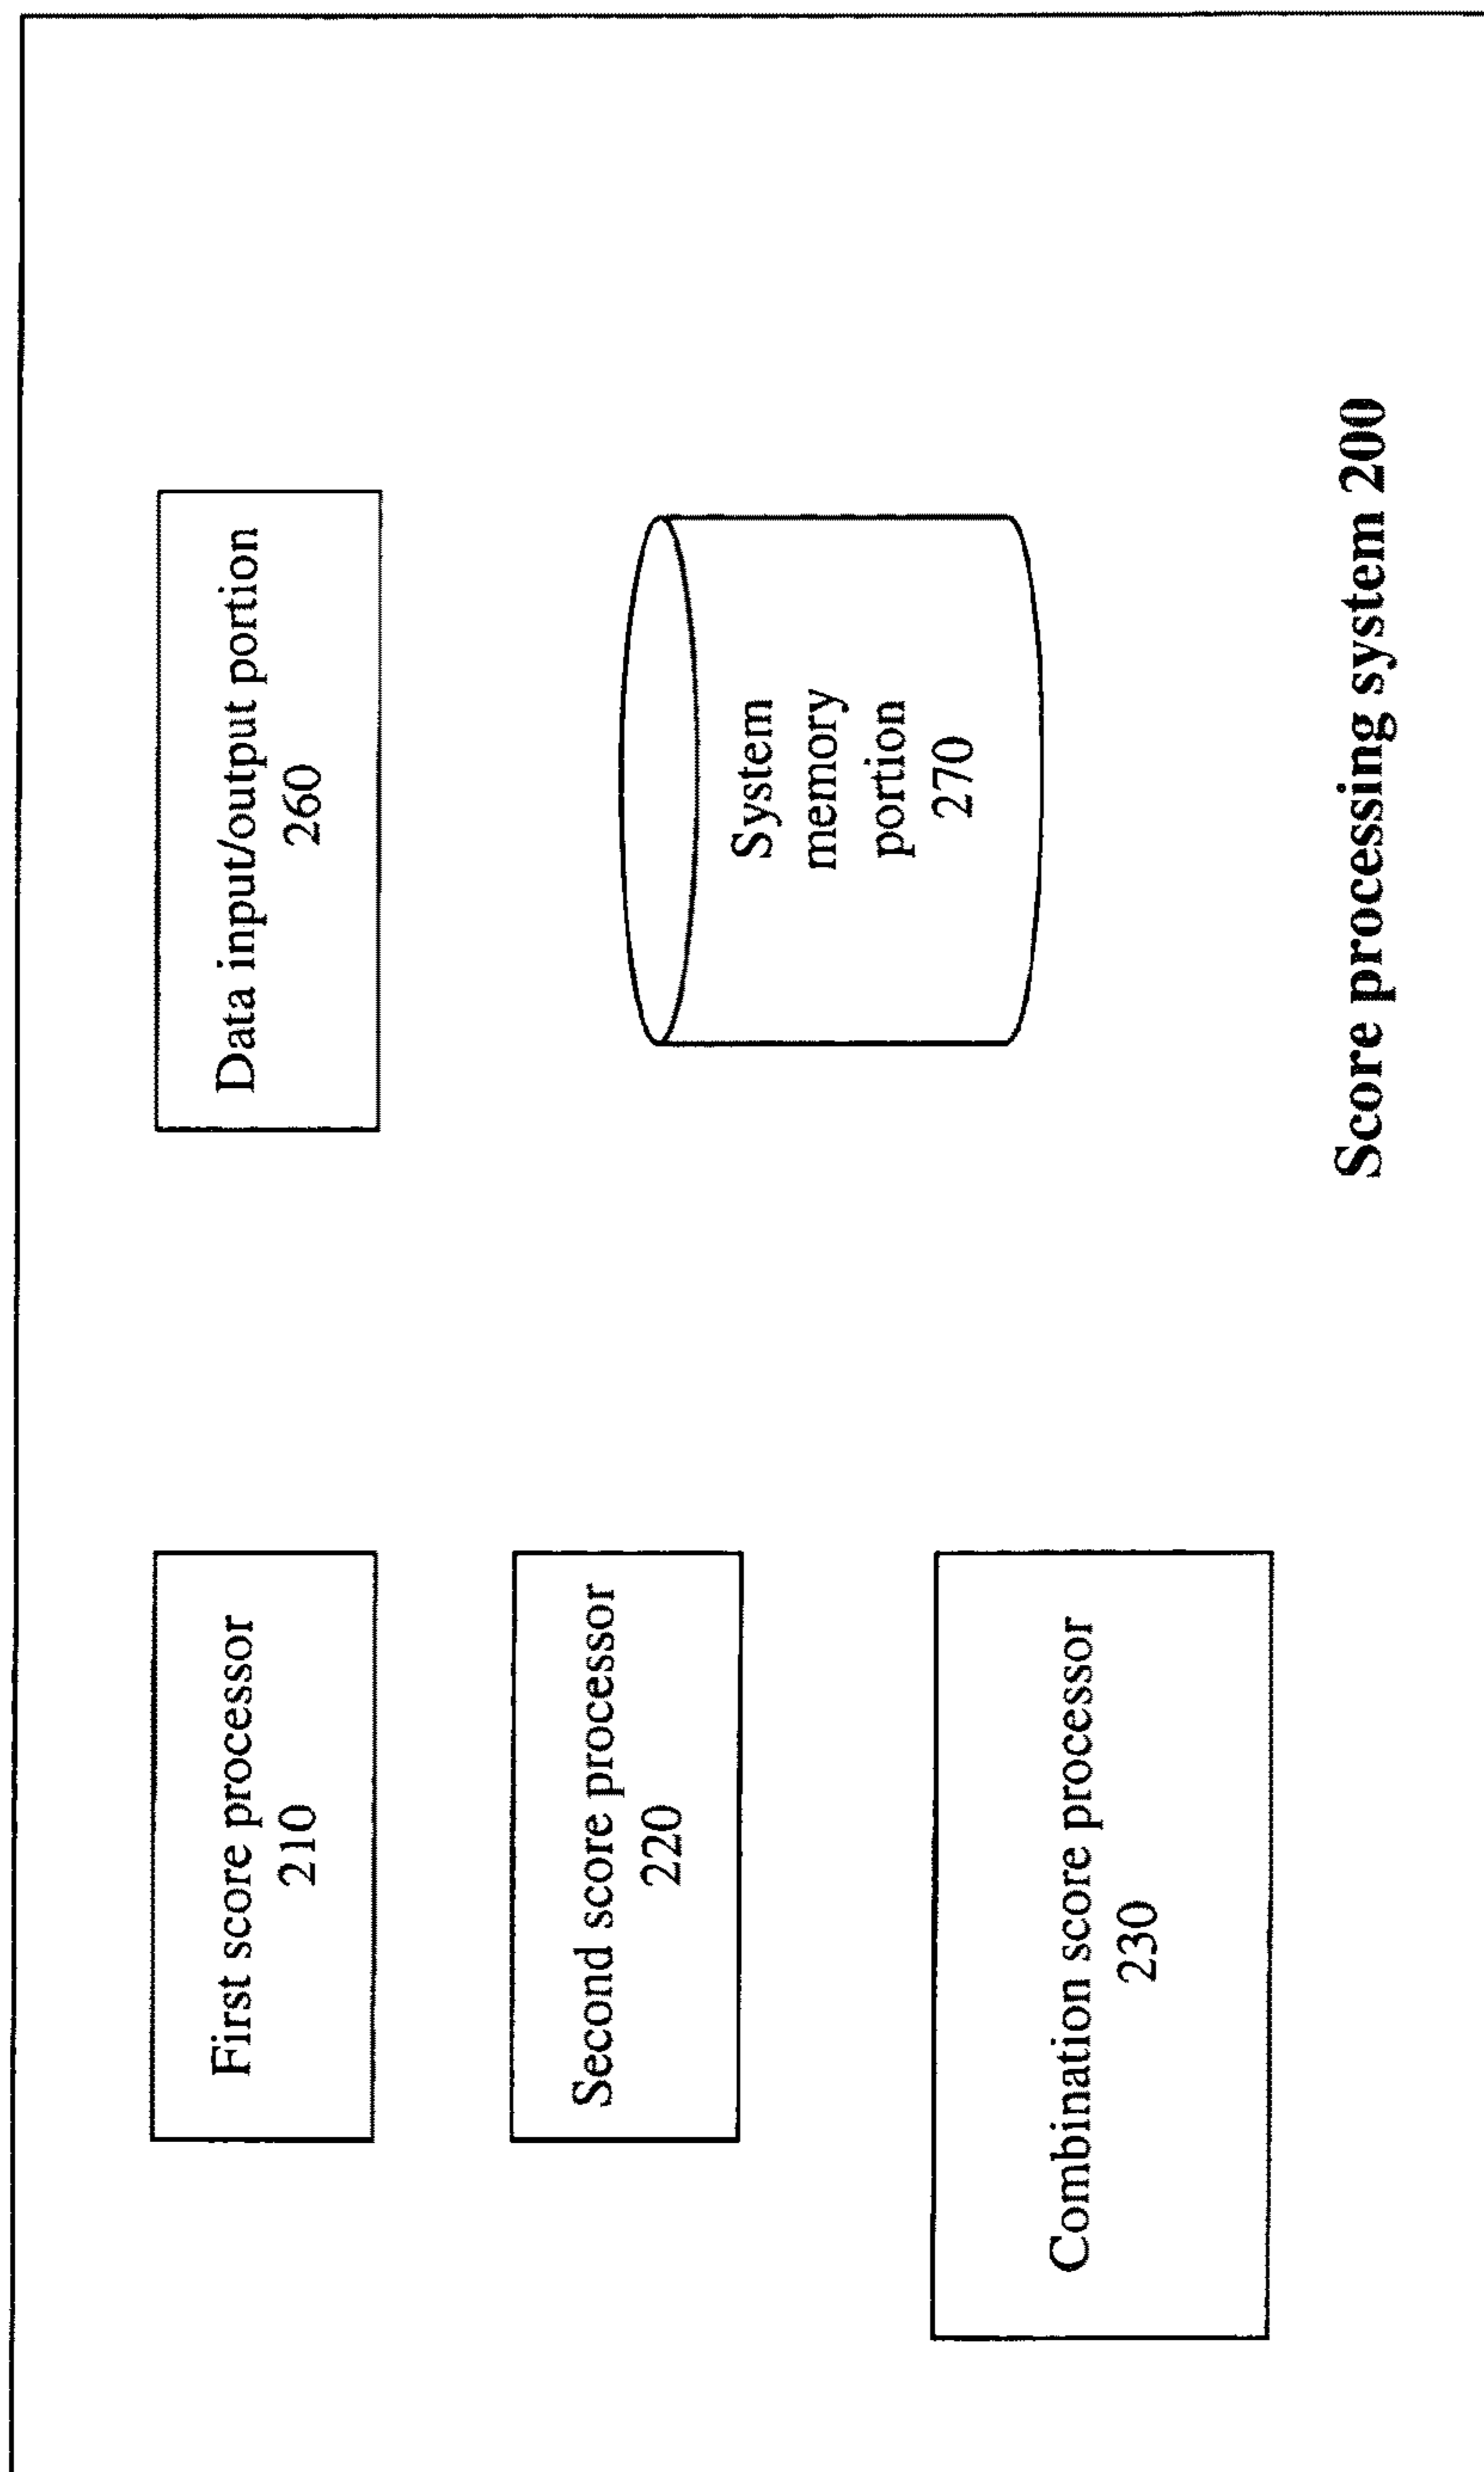 First score processor
210
Second score processor
220
Combination score processor
230
Data input/output portion
260
System
memory
portion
270
Score processing system 200